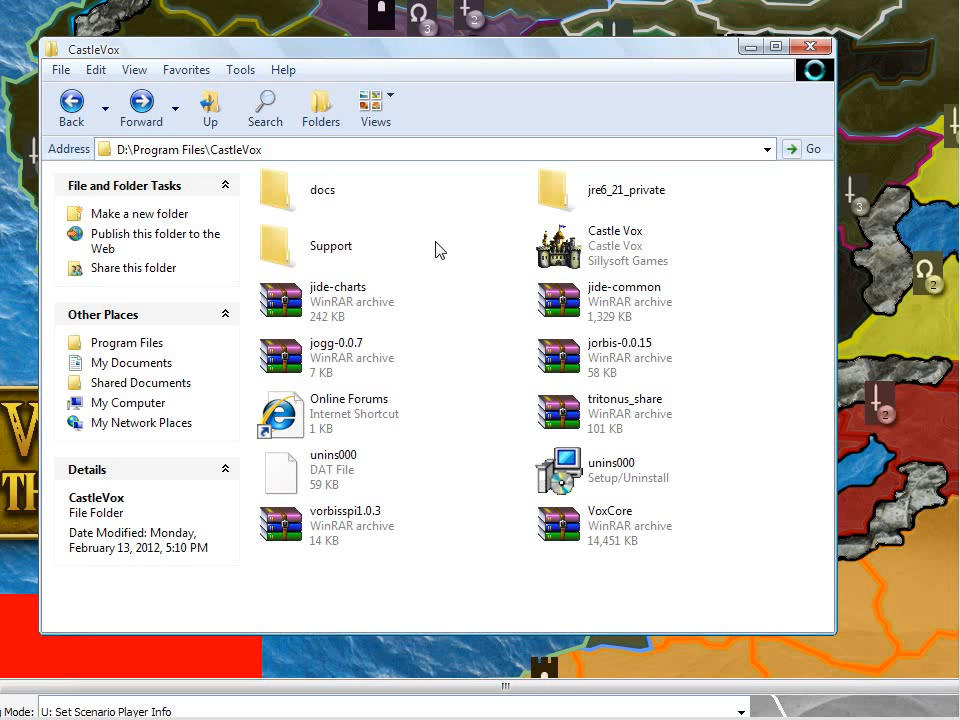 3
2
CastleVox
File Edit View Favorites Tools Help
Back Forward Up Search Folders Views
Address D:\Program Files\CastleVox Go
File and Folder Tasks
Make a new folder
Publish this folder to the
Web
Share this folder
Other Places
Program Files
My Documents
Shared Documents
My Computer
My Network Places
Details
CastleVox
File Folder
Date Modified: Monday,
February 13, 2012, 5:10 PM
docs
jre6_21_private
Support
Castle Vox
Castle Vox
Sillysoft Games
jide-charts
WinRAR archive
242 KB
jide-common
WinRAR archive
1,329 KB
jogg-0.0.7
WinRAR archive
7 KB
jorbis-0.0.15
WinRAR archive
58 KB
Online Forums
Internet Shortcut
1 KB
tritonus_share
WinRAR archive
101 KB
unins000
DAT File
59 KB
unins000
Setup/Uninstall
vorbisspi1.0.3
WinRAR archive
14 KB
VoxCore
WinRAR archive
14,451 KB
3
2
2
V
TH
Mode: U: Set Scenario Player Info